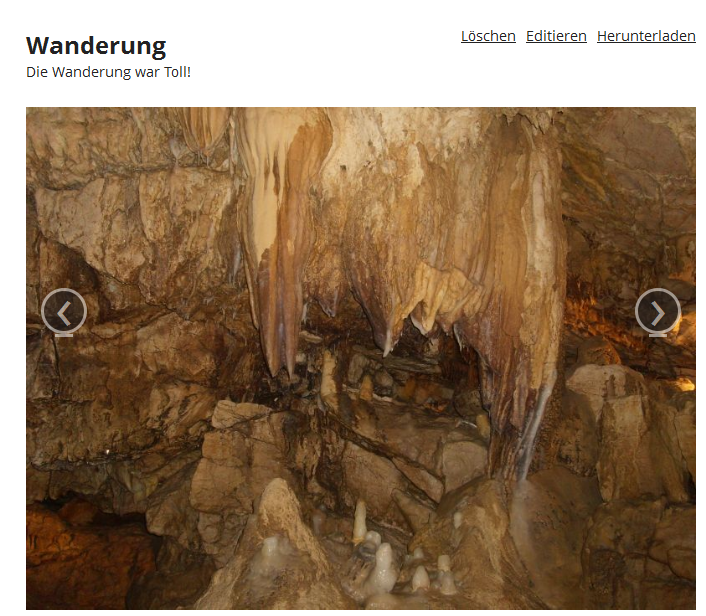 Wanderung
Löschen Editieren Herunterladen
Die Wanderung war Toll!